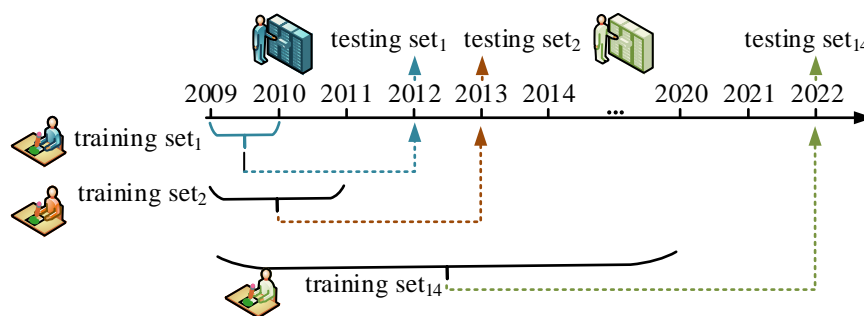 testing set₁ testing set₂ testing set₁₄
2009 2010 2011 2012 2013 2014 ... 2020 2021 2022
training set₁
training set₂
training set₁₄